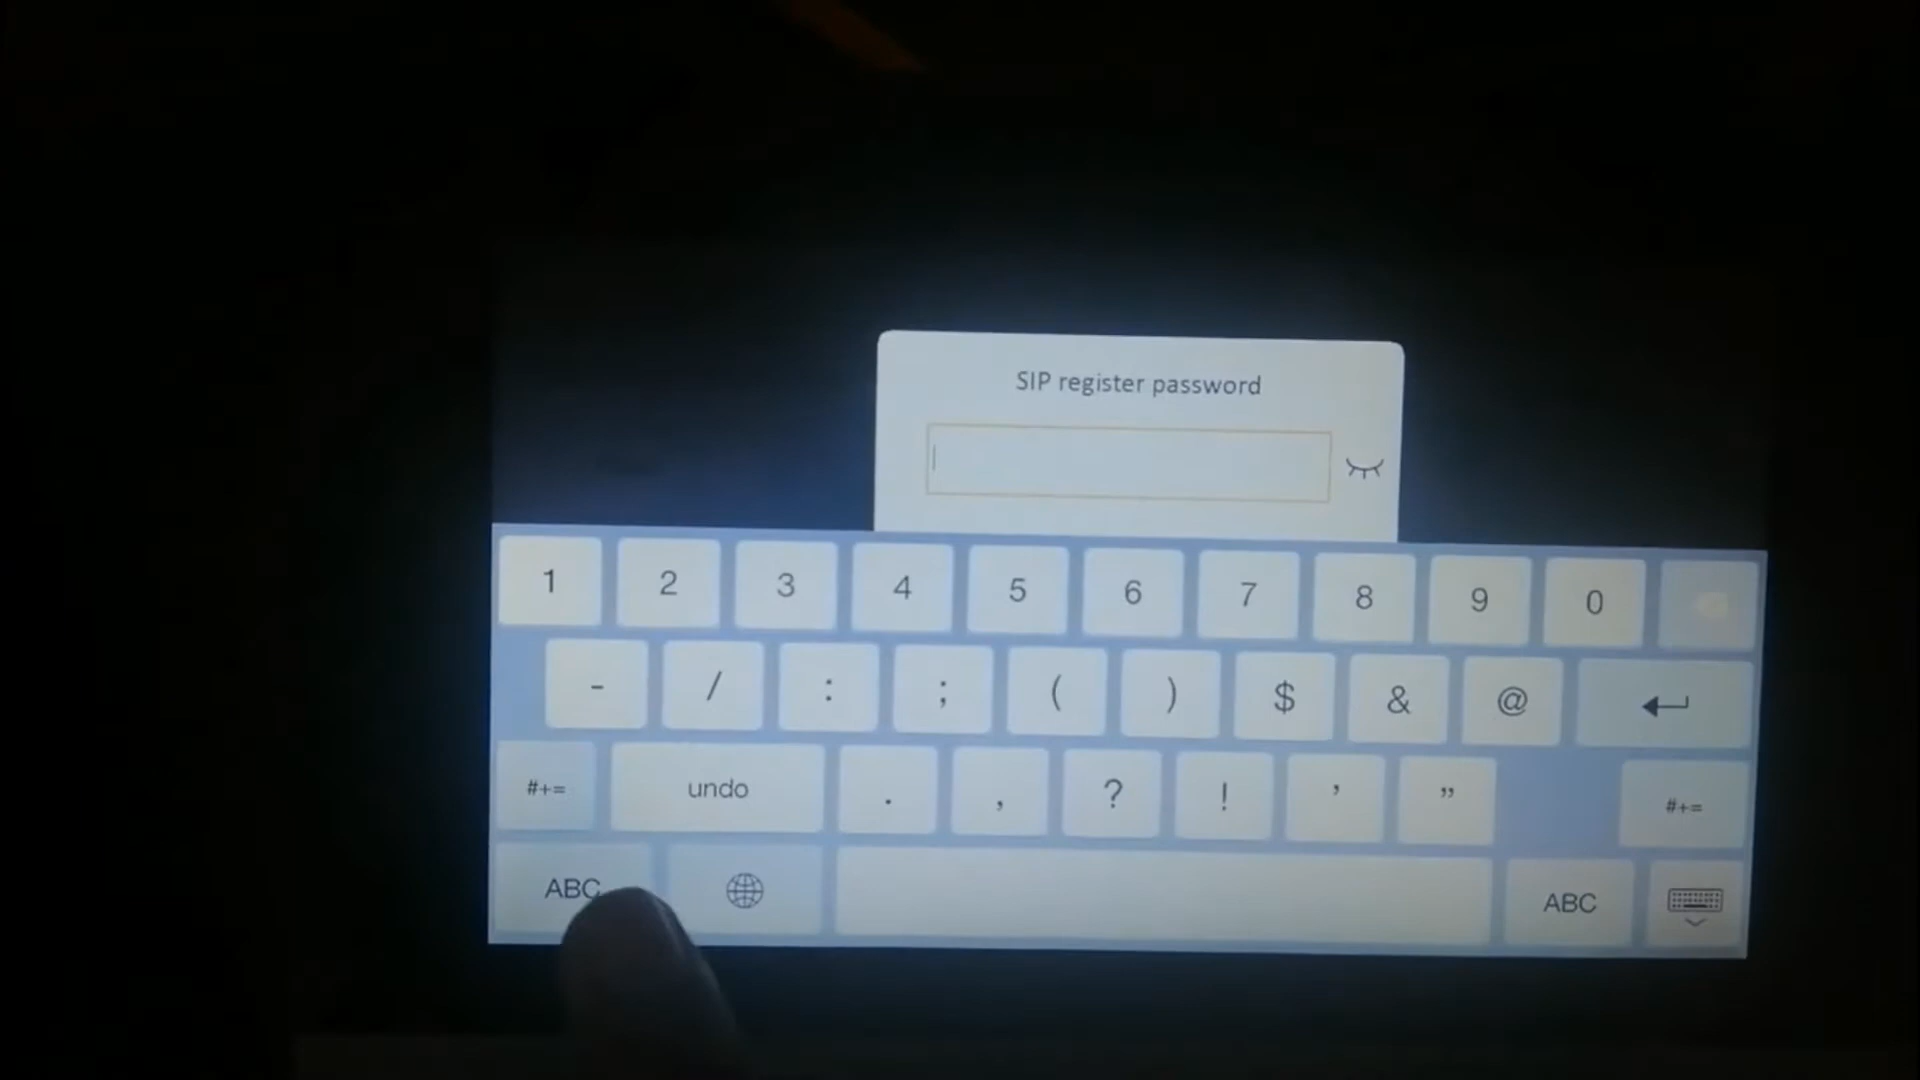 SIP register password
1 2 3 4 5 6 7 8 9 0
- / : ; ( ) $ & @
#+= undo . , ? ! ’ ” #+=
ABC ABC